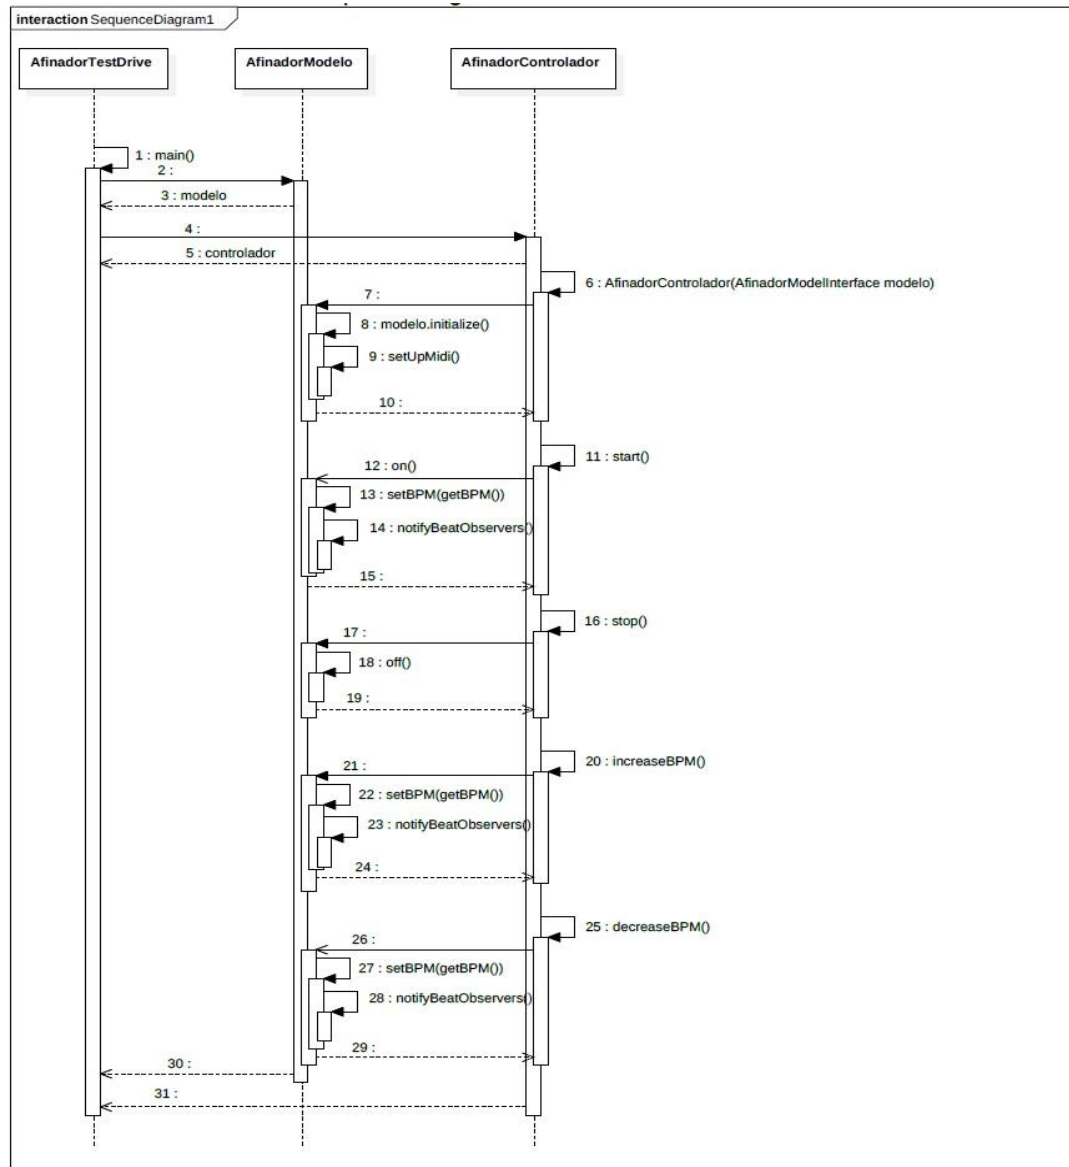 interaction SequenceDiagram1
AfinadorTestDrive
AfinadorModelo
AfinadorControlador
1 : main()
2 :
3 : modelo
4 :
5 : controlador
6 : AfinadorControlador(AfinadorModelInterface modelo)
7 :
8 : modelo.initialize()
9 : setUpMidi()
10 :
11 : start()
12 : on()
13 : setBPM(getBPM())
14 : notifyBeatObservers()
15 :
16 : stop()
17 :
18 : off()
19 :
20 : increaseBPM()
21 :
22 : setBPM(getBPM())
23 : notifyBeatObservers()
24 :
25 : decreaseBPM()
26 :
27 : setBPM(getBPM())
28 : notifyBeatObservers()
29 :
30 :
31 :